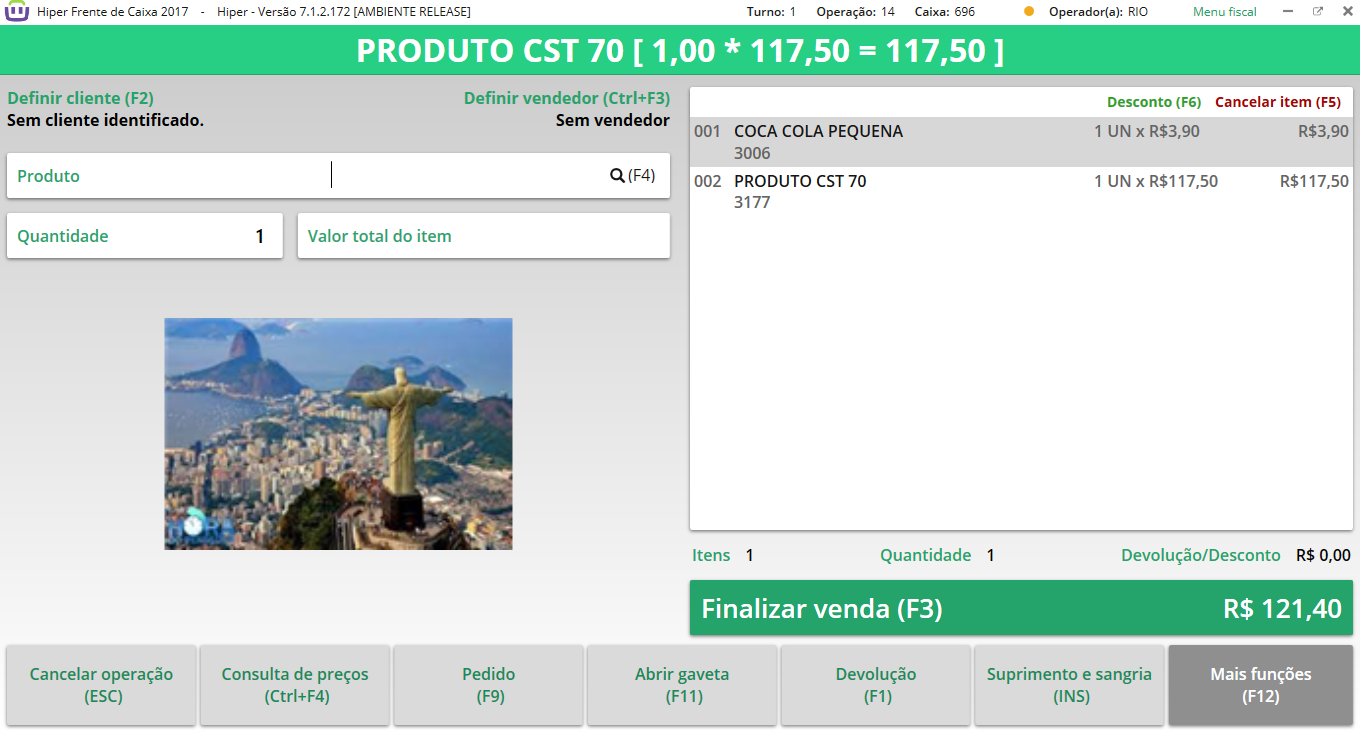 Hiper Frente de Caixa 2017 - Hiper - Versão 7.1.2.172 [AMBIENTE RELEASE] Turno: 1 Operação: 14 Caixa: 696 Operador(a): RIO Menu fiscal
PRODUTO CST 70 [ 1,00 * 117,50 = 117,50 ]
Definir cliente (F2) Definir vendedor (Ctrl+F3)
Sem cliente identificado. Sem vendedor
Produto (F4)
Quantidade 1 Valor total do item
Desconto (F6) Cancelar item (F5)
001 COCA COLA PEQUENA 1 UN x R$3,90 R$3,90
3006
002 PRODUTO CST 70 1 UN x R$117,50 R$117,50
3177
HORA
Itens 1 Quantidade 1 Devolução/Desconto R$ 0,00
Finalizar venda (F3) R$ 121,40
Cancelar operação
(ESC)
Consulta de preços
(Ctrl+F4)
Pedido
(F9)
Abrir gaveta
(F11)
Devolução
(F1)
Suprimento e sangria
(INS)
Mais funções
(F12)